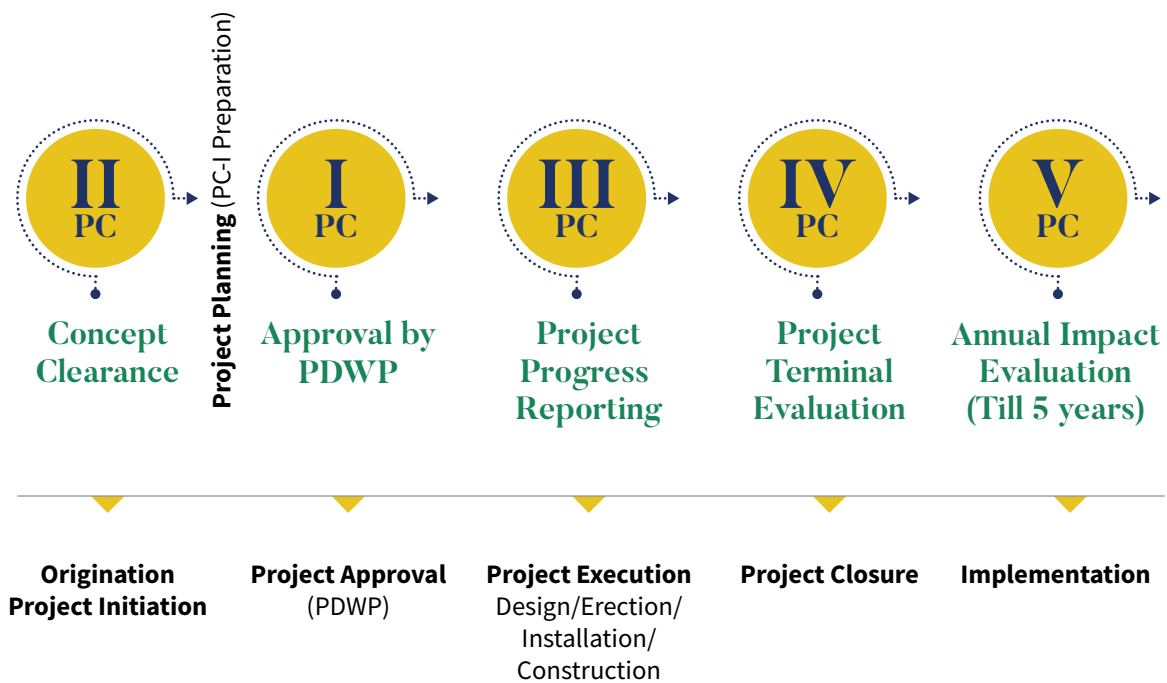 II
PC
Concept
Clearance
Project Planning (PC-I Preparation)
I
PC
Approval by
PDWP
III
PC
Project
Progress
Reporting
IV
PC
Project
Terminal
Evaluation
V
PC
Annual Impact
Evaluation
(Till 5 years)
Origination
Project Initiation
Project Approval
(PDWP)
Project Execution
Design/Erection/
Installation/
Construction
Project Closure
Implementation